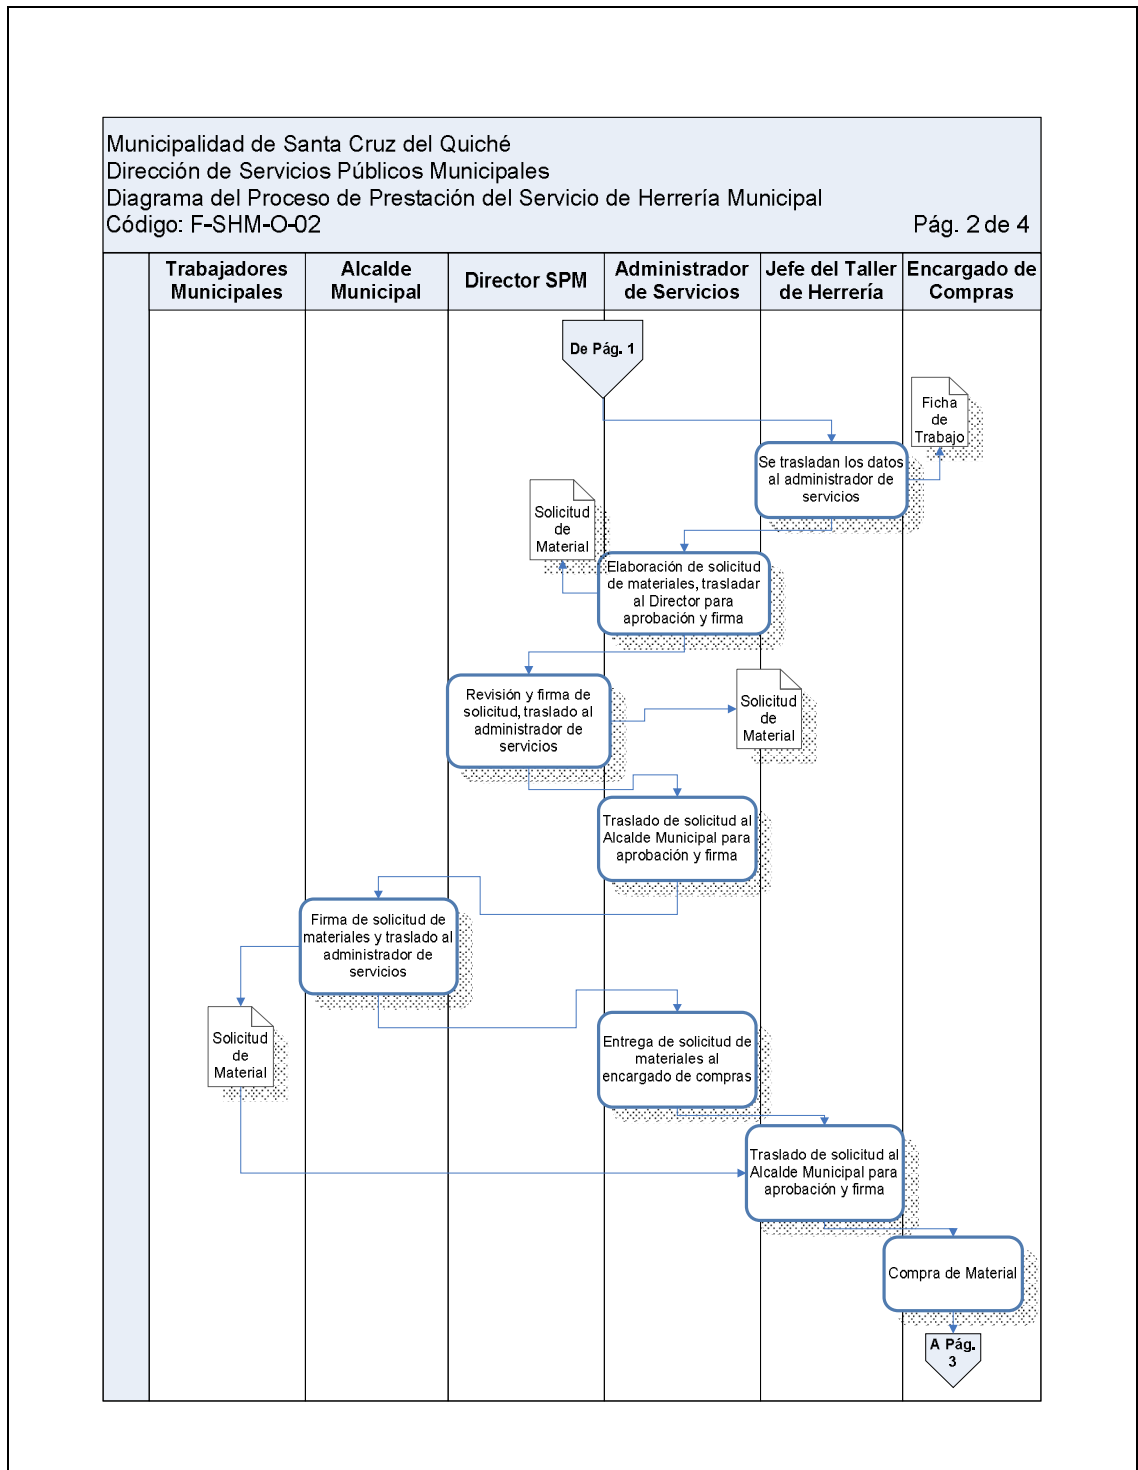 Municipalidad de Santa Cruz del Quiché
Dirección de Servicios Públicos Municipales
Diagrama del Proceso de Prestación del Servicio de Herrería Municipal
Código: F-SHM-O-02
Pág. 2 de 4
Trabajadores
Municipales
Alcalde
Municipal
Director SPM
Administrador
de Servicios
Jefe del Taller
de Herrería
Encargado de
Compras
De Pág. 1
Ficha
de
Trabajo
Se trasladan los datos
al administrador de
servicios
Solicitud
de
Material
Elaboración de solicitud
de materiales, trasladar
al Director para
aprobación y firma
Revisión y firma de
solicitud, traslado al
administrador de
servicios
Solicitud
de
Material
Traslado de solicitud al
Alcalde Municipal para
aprobación y firma
Firma de solicitud de
materiales y traslado al
administrador de
servicios
Solicitud
de
Material
Entrega de solicitud de
materiales al
encargado de compras
Traslado de solicitud al
Alcalde Municipal para
aprobación y firma
Compra de Material
A Pág.
3